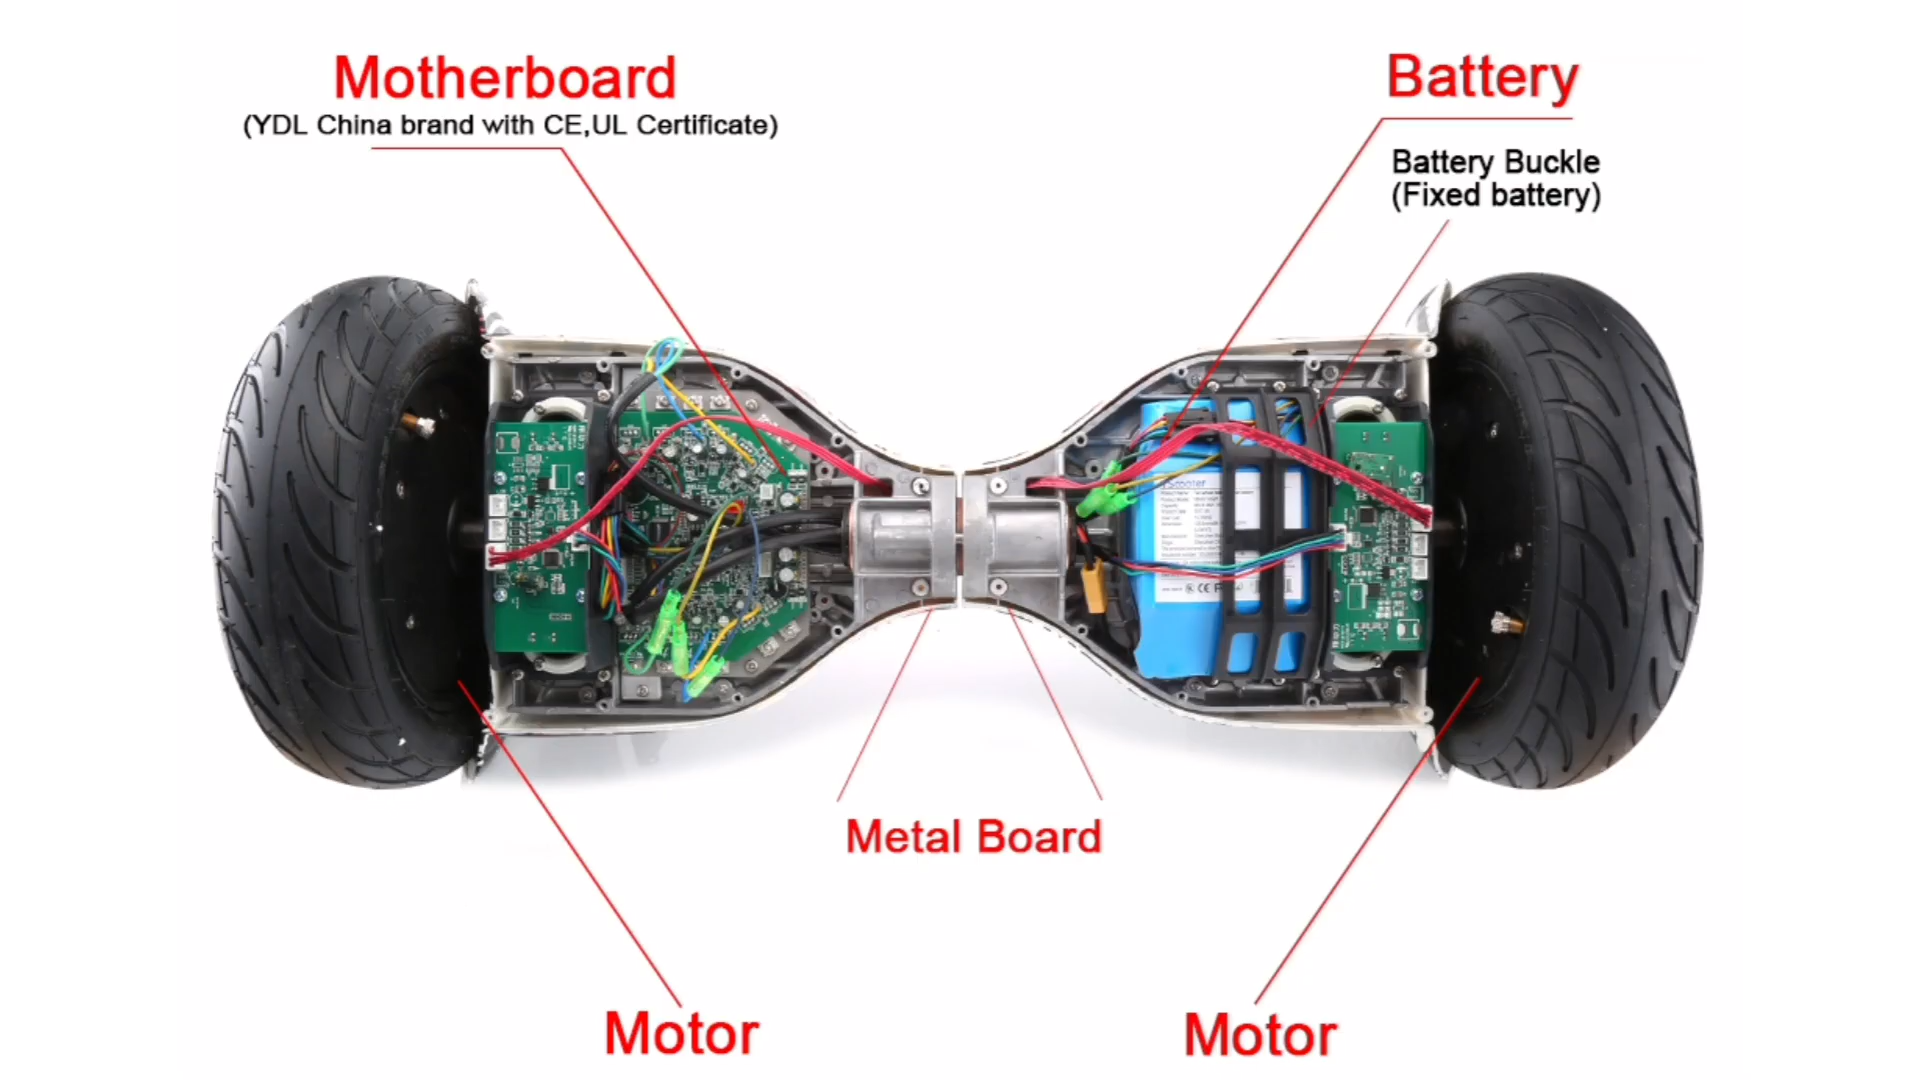 Motherboard
(YDL China brand with CE,UL Certificate)
Battery
Battery Buckle
(Fixed battery)
Metal Board
Motor
Motor